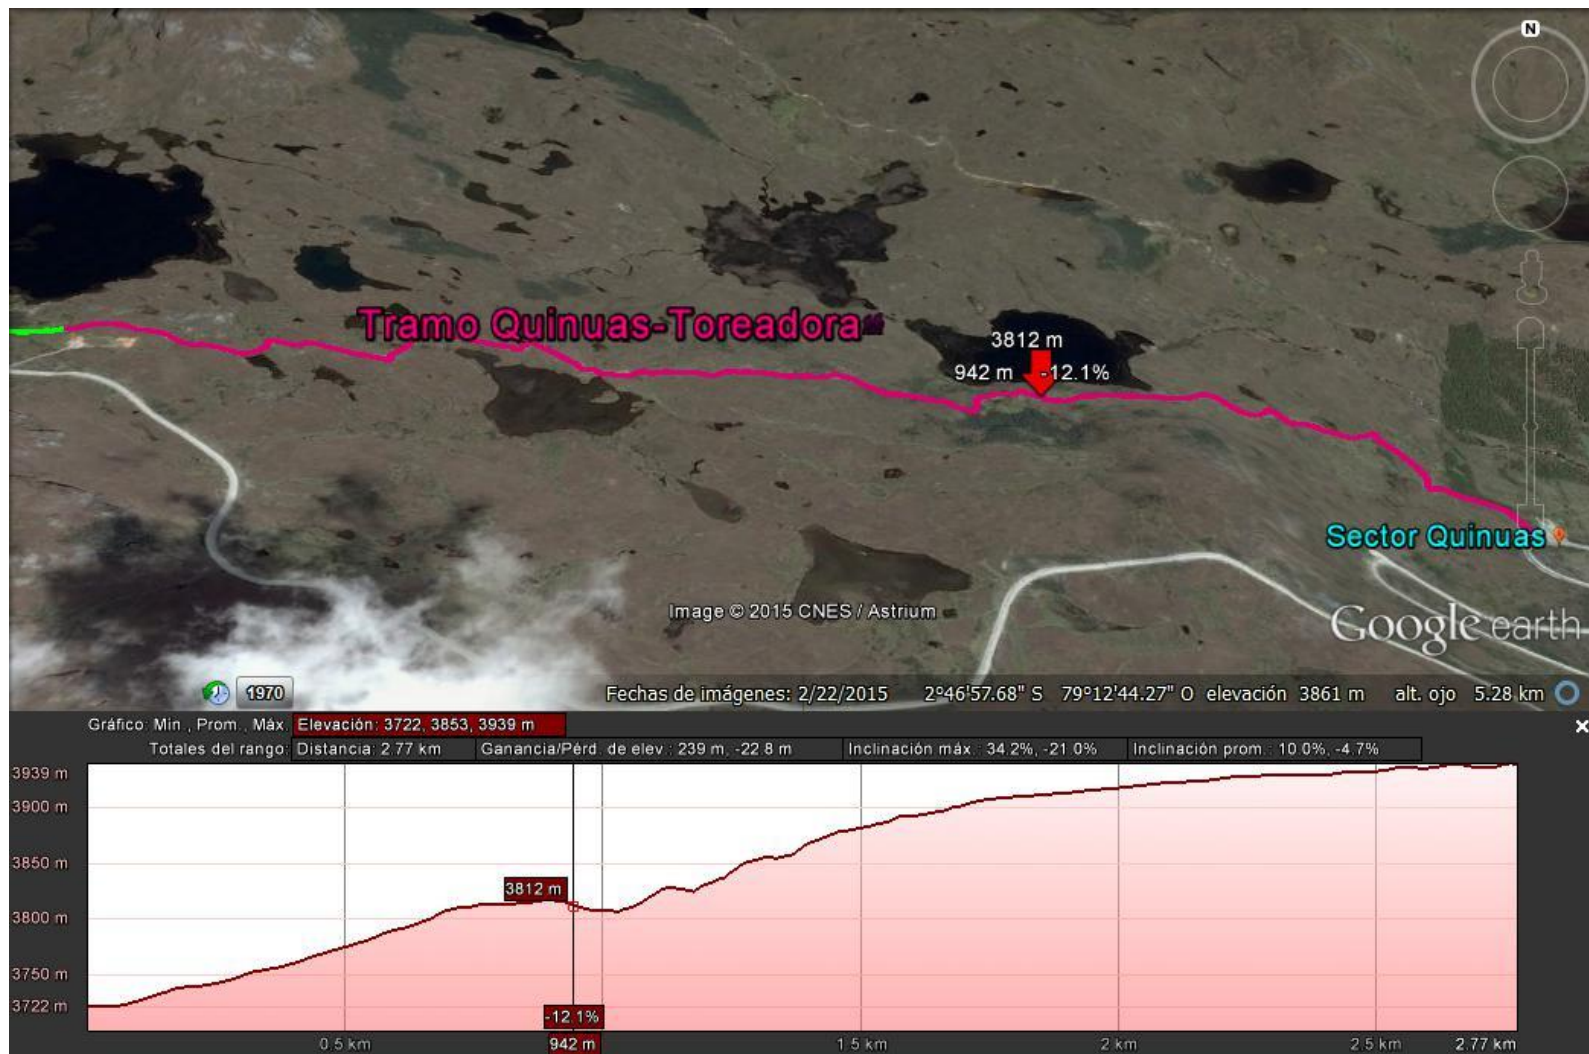 N
Tramo Quinuas-Toreadora
3812 m
942 m -12.1%
Sector Quinuas
Image © 2015 CNES / Astrium
Google earth
1970
Fechas de imágenes: 2/22/2015 2°46'57.68" S 79°12'44.27" O elevación 3861 m alt. ojo 5.28 km
Gráfico: Mín., Prom., Máx. Elevación: 3722, 3853, 3939 m
Totales del rango: Distancia: 2.77 km Ganancia/Pérd. de elev.: 239 m, -22.8 m Inclinación máx.: 34.2%, -21.0% Inclinación prom.: 10.0%, -4.7%
3939 m
3900 m
3850 m
3812 m
3800 m
3750 m
3722 m
-12.1%
0.5 km 942 m 1.5 km 2 km 2.5 km 2.77 km